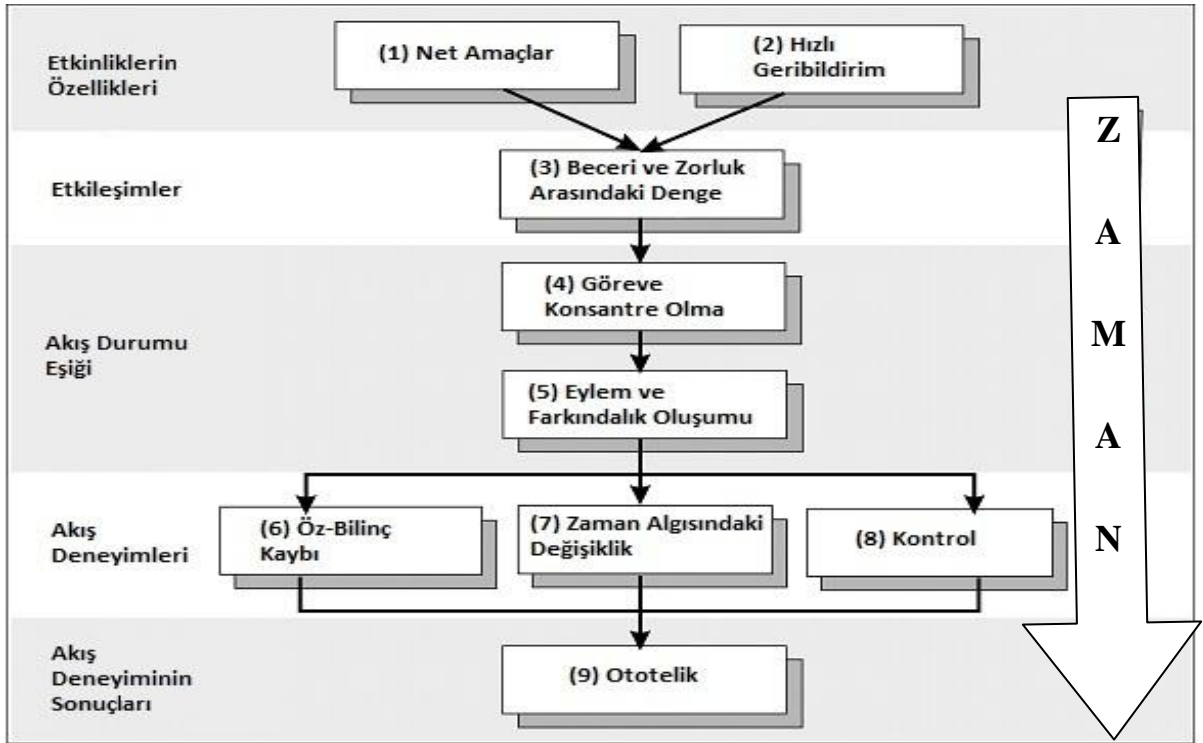 Etkinliklerin
Özellikleri
(1) Net Amaçlar
(2) Hızlı
Geribildirim
Etkileşimler
(3) Beceri ve Zorluk
Arasındaki Denge
Akış Durumu
Eşiği
(4) Göreve
Konsantre Olma
(5) Eylem ve
Farkındalık Oluşumu
Akış
Deneyimleri
(6) Öz-Bilinç
Kaybı
(7) Zaman Algısındaki
Değişiklik
(8) Kontrol
Akış
Deneyiminin
Sonuçları
(9) Ototelik
Z
A
M
A
N